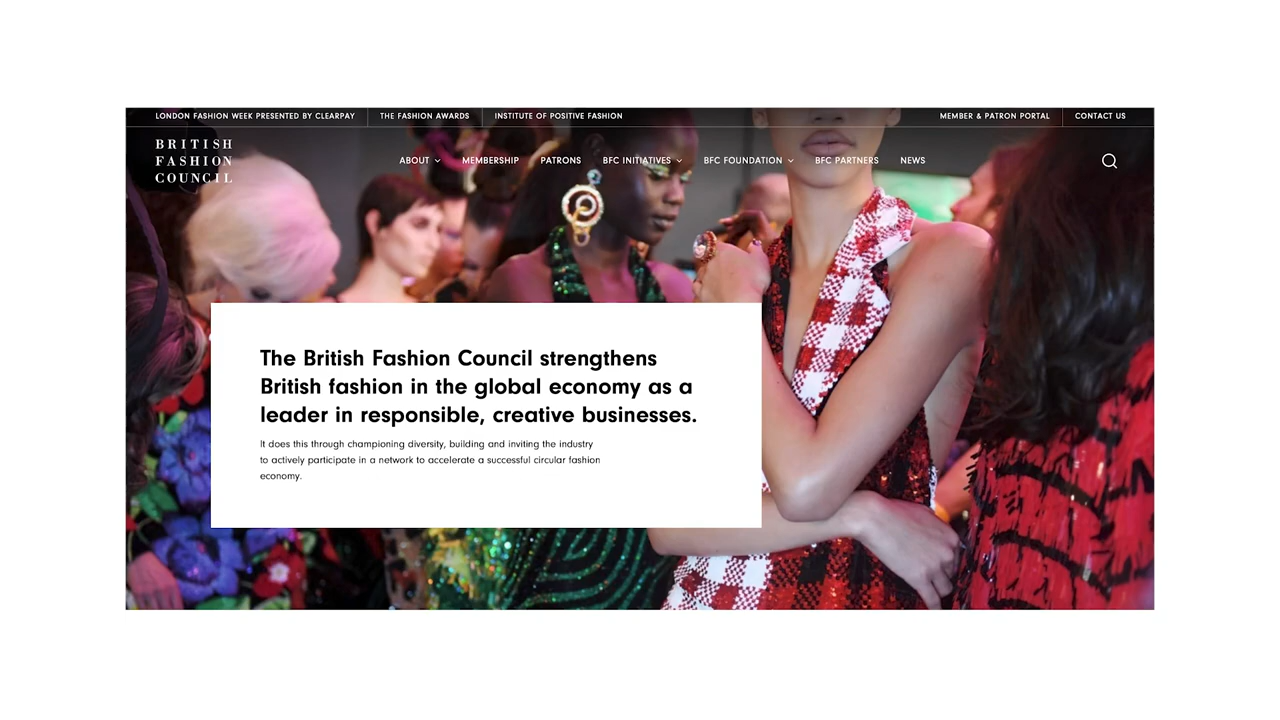 LONDON FASHION WEEK PRESENTED BY CLEARPAY
THE FASHION AWARDS
INSTITUTE OF POSITIVE FASHION
MEMBER & PATRON PORTAL
CONTACT US
BRITISH
FASHION
COUNCIL
ABOUT
MEMBERSHIP
PATRONS
BFC INITIATIVES
BFC FOUNDATION
BFC PARTNERS
NEWS
The British Fashion Council strengthens
British fashion in the global economy as a
leader in responsible, creative businesses.
It does this through championing diversity, building and inviting the industry
to actively participate in a network to accelerate a successful circular fashion
economy.